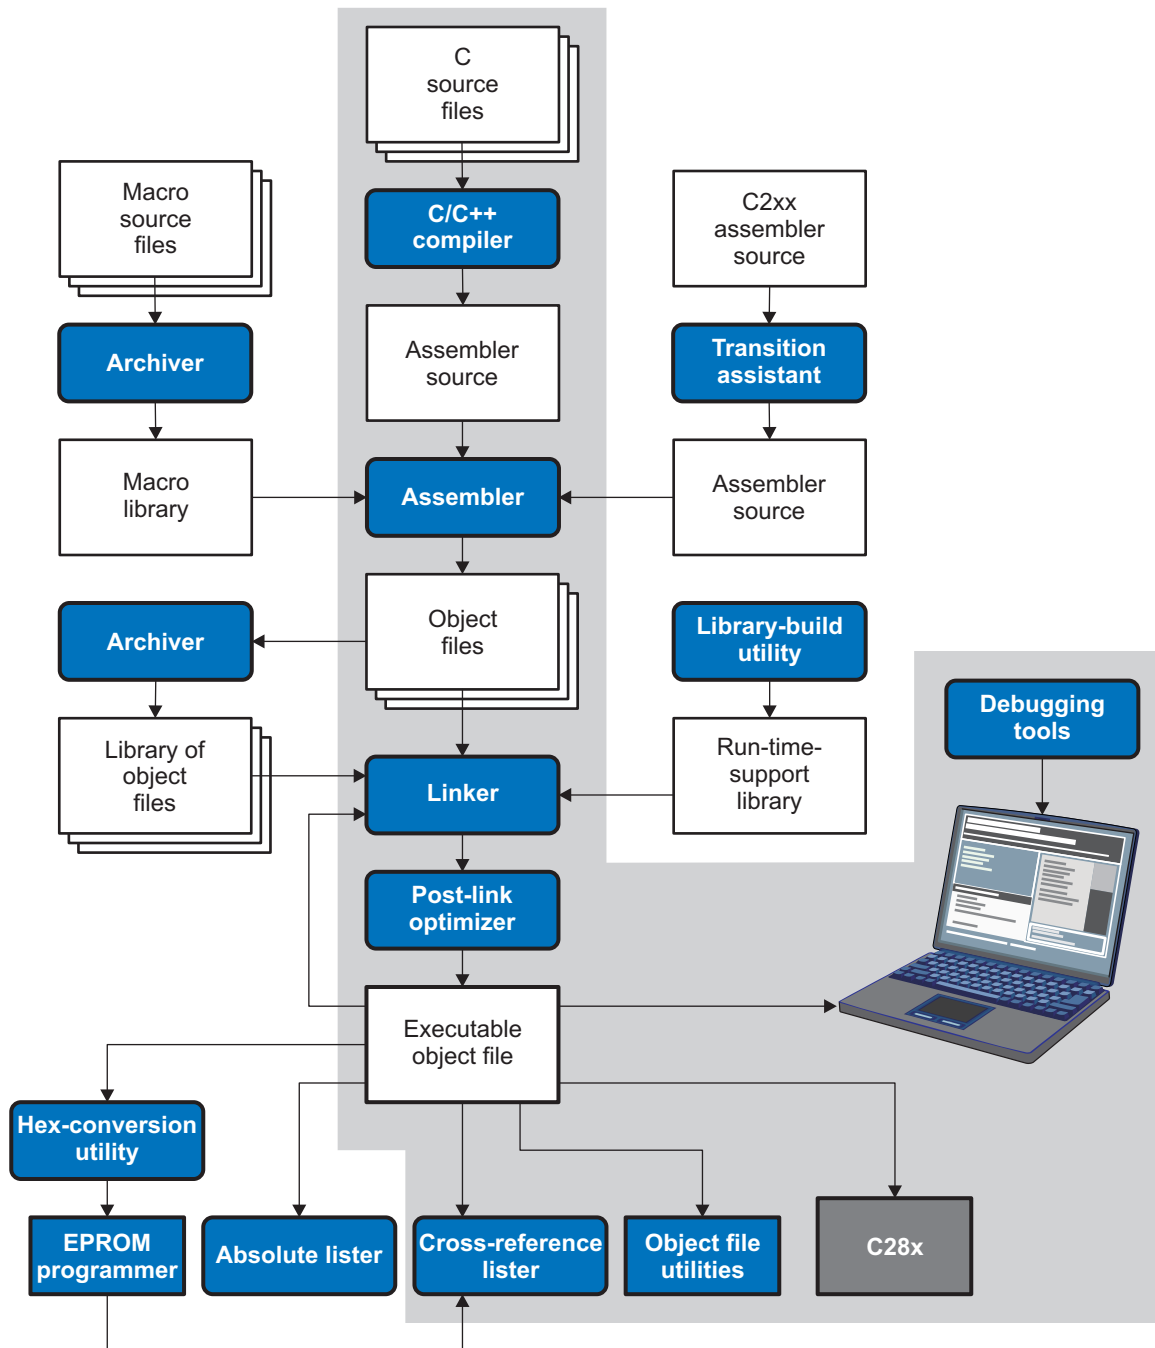 C
source
files
Macro
source
files
C/C++
compiler
C2xx
assembler
source
Archiver
Assembler
source
Transition
assistant
Macro
library
Assembler
Assembler
source
Archiver
Object
files
Library-build
utility
Debugging
tools
Library of
object
files
Linker
Run-time-
support
library
Post-link
optimizer
Executable
object file
Hex-conversion
utility
EPROM
programmer
Absolute lister
Cross-reference
lister
Object file
utilities
C28x